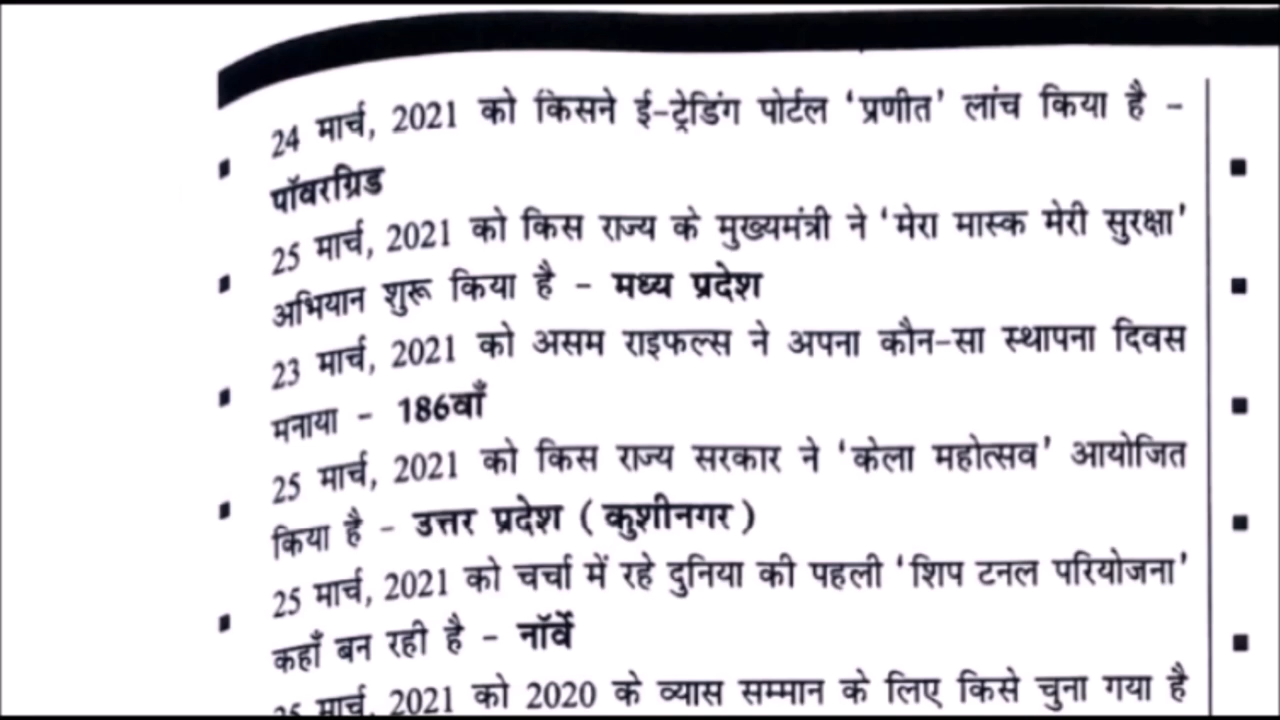 24 मार्च, 2021 को किसने ई-ट्रेडिंग पोर्टल ‘प्रणीत’ लांच किया है –
पॉवरग्रिड
25 मार्च, 2021 को किस राज्य के मुख्यमंत्री ने ‘मेरा मास्क मेरी सुरक्षा’
अभियान शुरू किया है – मध्य प्रदेश
23 मार्च, 2021 को असम राइफल्स ने अपना कौन-सा स्थापना दिवस
मनाया – 186वाँ
25 मार्च, 2021 को किस राज्य सरकार ने ‘केला महोत्सव’ आयोजित
किया है – उत्तर प्रदेश (कुशीनगर)
25 मार्च, 2021 को चर्चा में रहे दुनिया की पहली ‘शिप टनल परियोजना’
कहाँ बन रही है – नॉर्वे
मार्च, 2021 को 2020 के व्यास सम्मान के लिए किसे चुना गया है